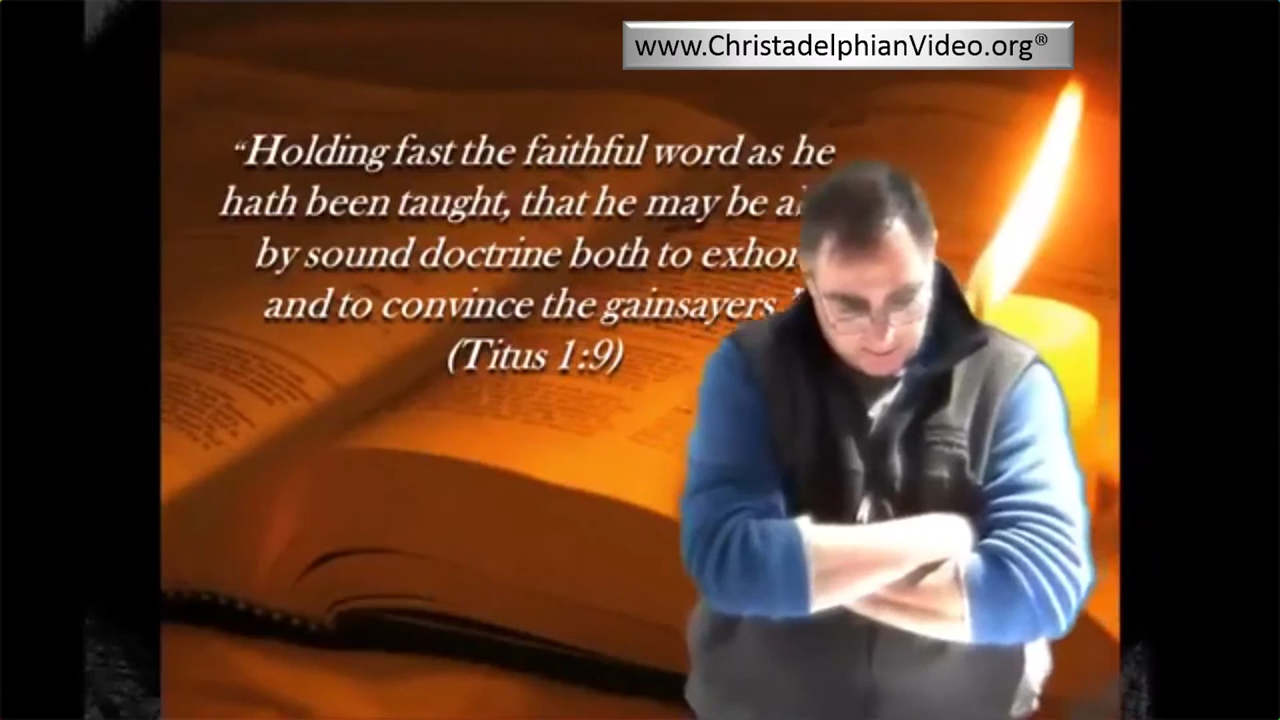 www.ChristadelphianVideo.org®
“Holding fast the faithful word as he
hath been taught, that he may be
by sound doctrine both to
and to convince the gainsayers.”
(Titus 1:9)